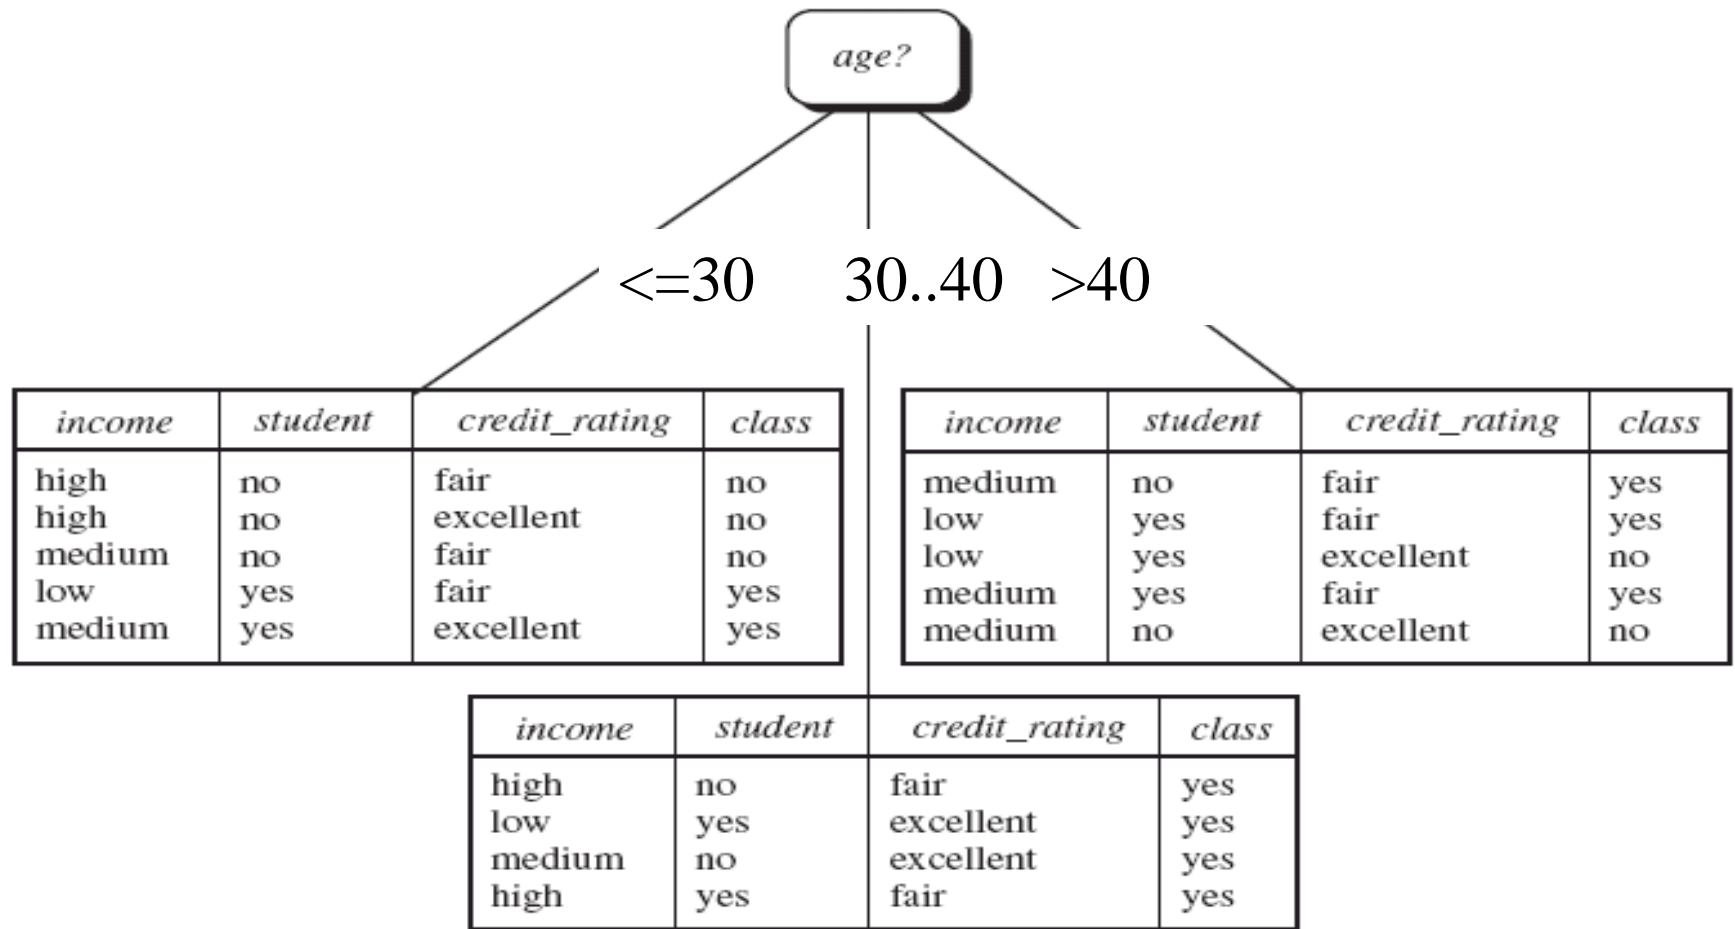 age?
<=30 30..40 >40
income student credit_rating class
high no fair no
high no excellent no
medium no fair no
low yes fair yes
medium yes excellent yes
income student credit_rating class
medium no fair yes
low yes fair yes
low yes excellent no
medium yes fair yes
medium no excellent no
income student credit_rating class
high no fair yes
low yes excellent yes
medium no excellent yes
high yes fair yes